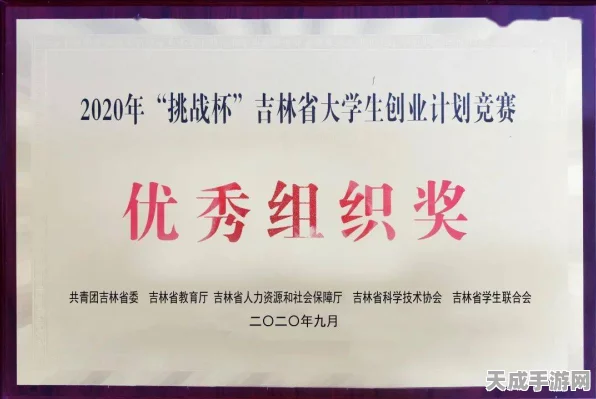 2020年“挑战杯”吉林省大学生创业计划竞赛
优秀组织奖
共青团吉林省委 吉林省教育厅 吉林省人力资源和社会保障厅 吉林省科学技术协会 吉林省学生联合会
二〇二〇年九月
天成手游网